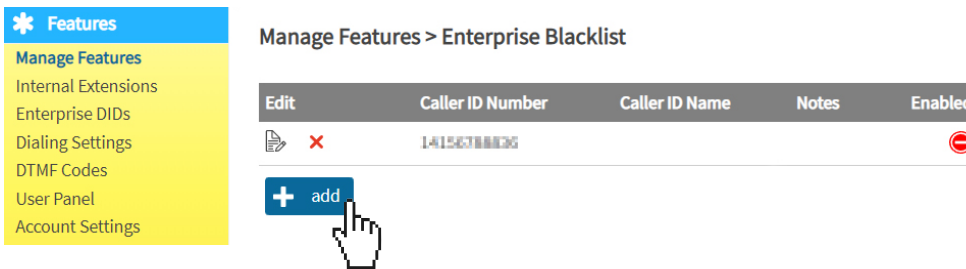 Features
Manage Features
Internal Extensions
Enterprise DIDs
Dialing Settings
DTMF Codes
User Panel
Account Settings
Manage Features > Enterprise Blacklist
Edit Caller ID Number Caller ID Name Notes Enabled
add